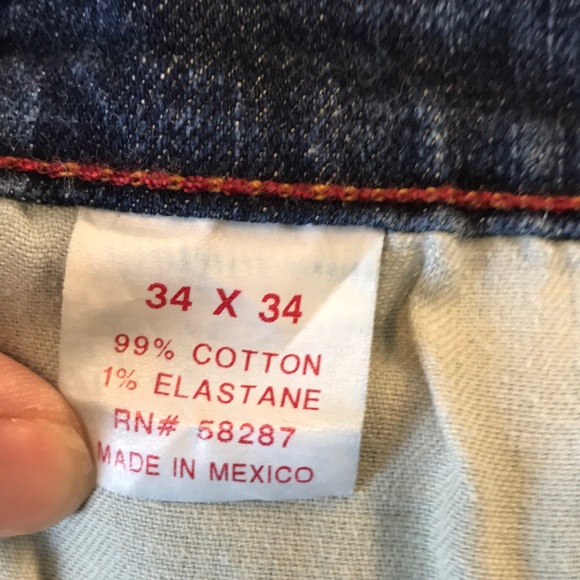 34 X 34
99% COTTON
1% ELASTANE
RN# 58287
MADE IN MEXICO